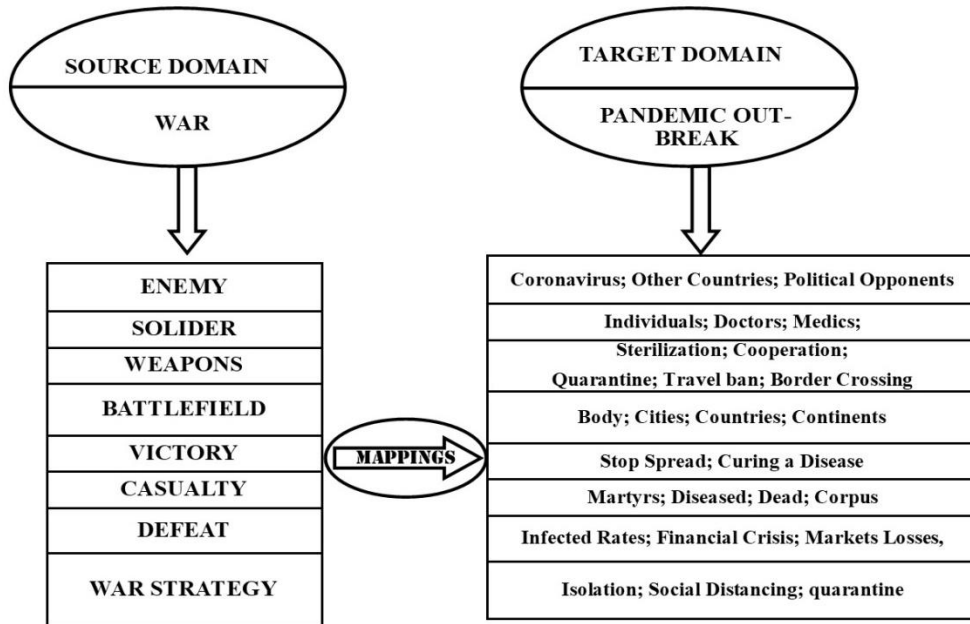 SOURCE DOMAIN
WAR
TARGET DOMAIN
PANDEMIC OUT-
BREAK
ENEMY
SOLIDER
WEAPONS
BATTLEFIELD
VICTORY
CASUALTY
DEFEAT
WAR STRATEGY
MAPPINGS
Coronavirus; Other Countries; Political Opponents
Individuals; Doctors; Medics;
Sterilization; Cooperation;
Quarantine; Travel ban; Border Crossing
Body; Cities; Countries; Continents
Stop Spread; Curing a Disease
Martyrs; Diseased; Dead; Corpus
Infected Rates; Financial Crisis; Markets Losses,
Isolation; Social Distancing; quarantine